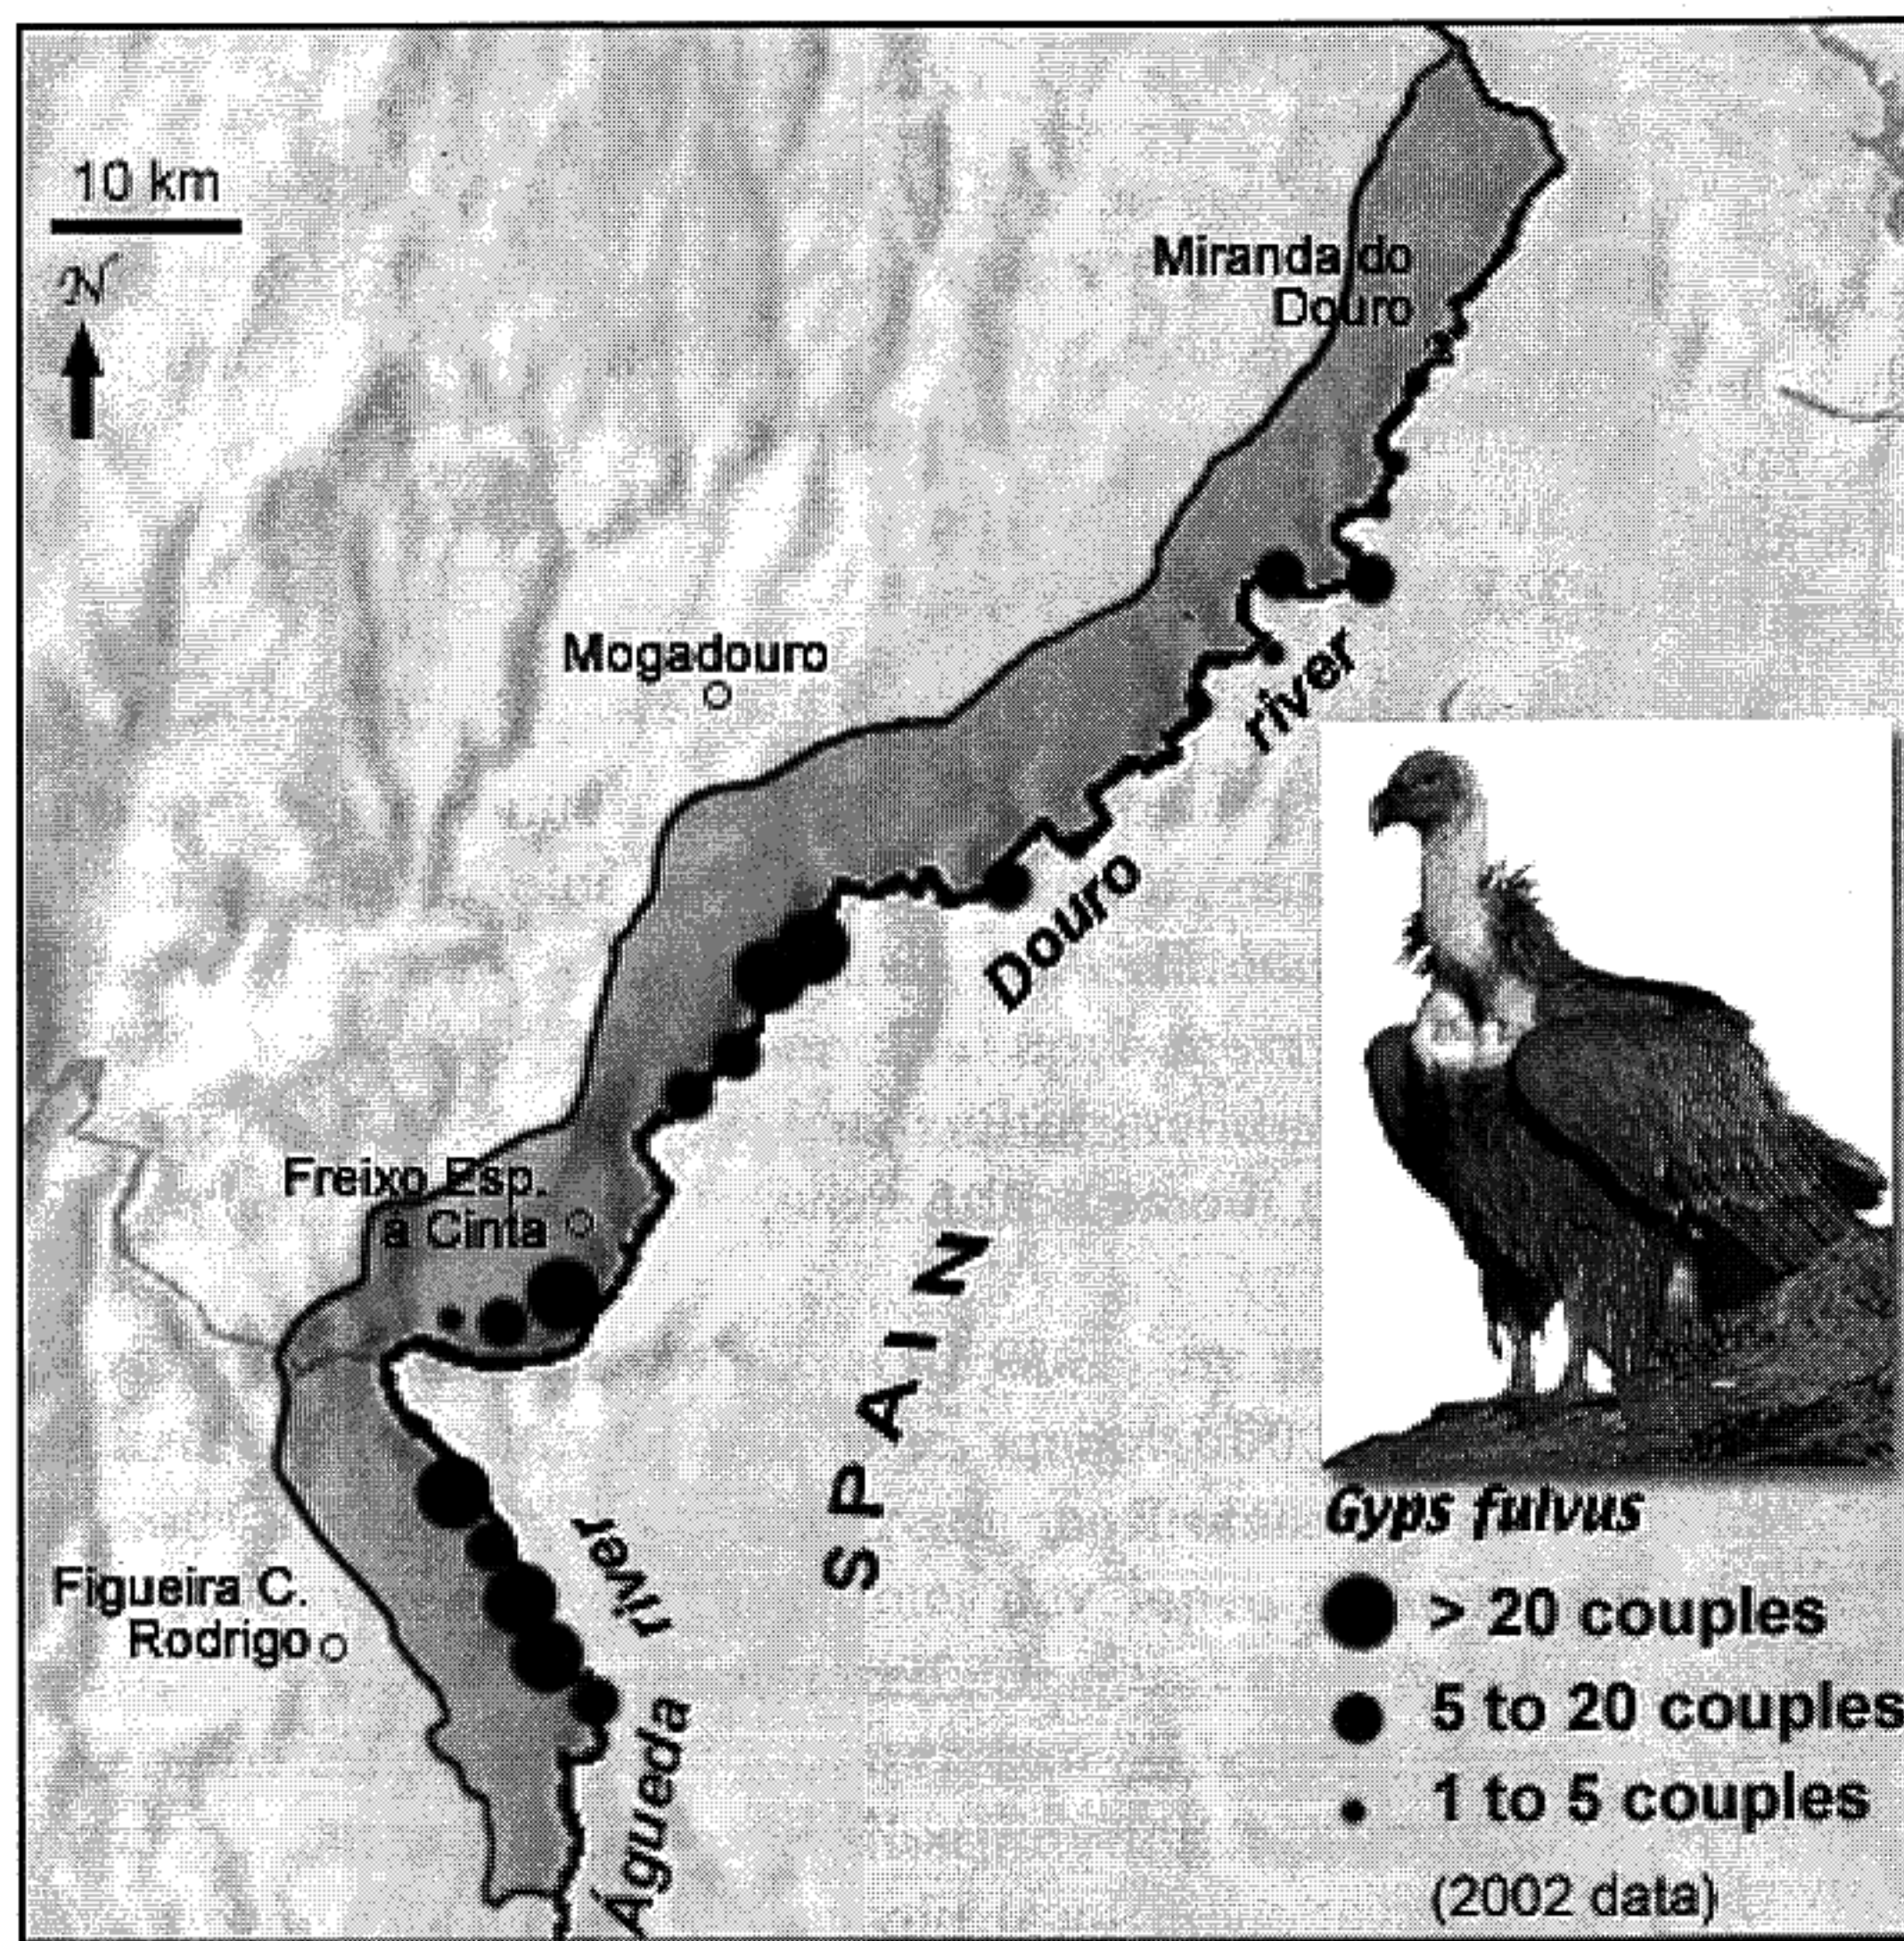 10 km
N
Miranda do
Douro
Mogadouro
river
Douro
Freixo Esp.
à Cinta
SPAIN
Figueira C.
Rodrigo
river
Águeda
Gyps fulvus
> 20 couples
5 to 20 couples
1 to 5 couples
(2002 data)